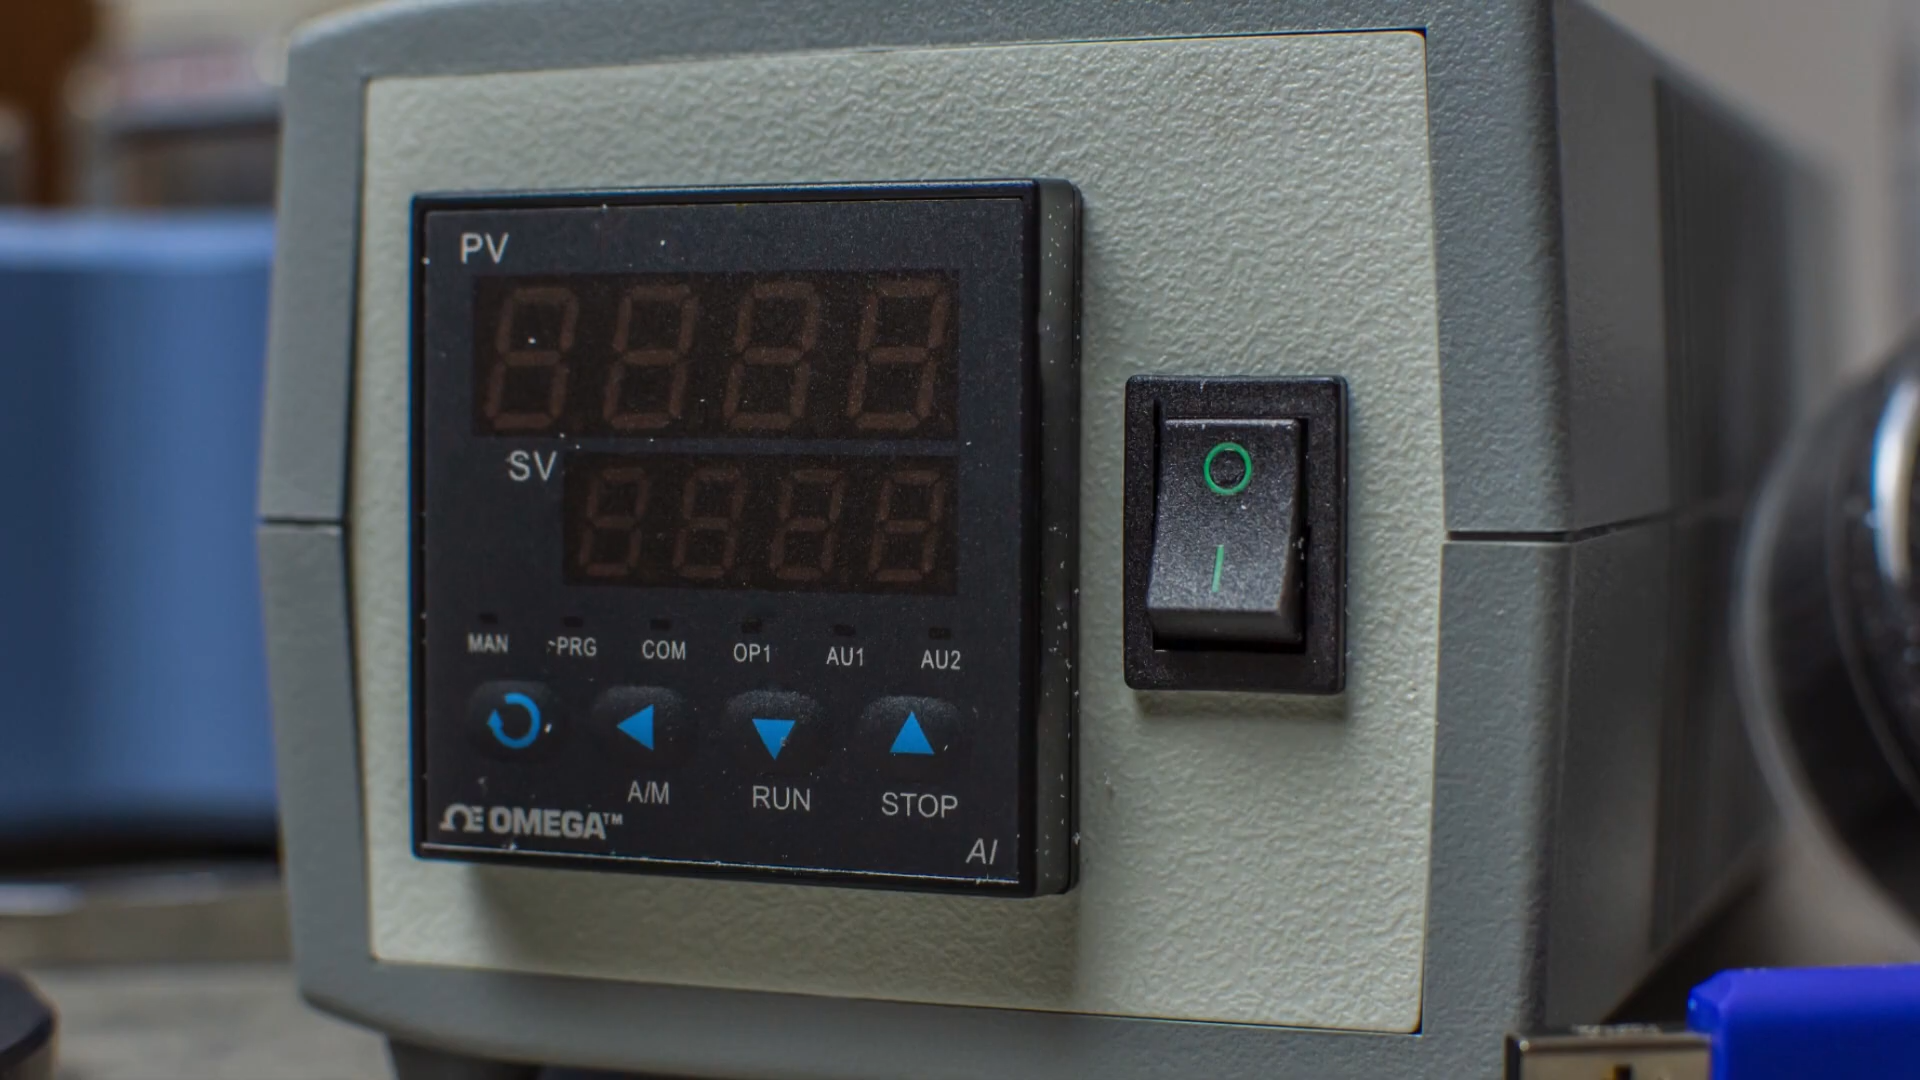 PV
SV
MAN PRG COM OP1 AU1 AU2
A/M RUN STOP
OMEGA™
AI
O
I